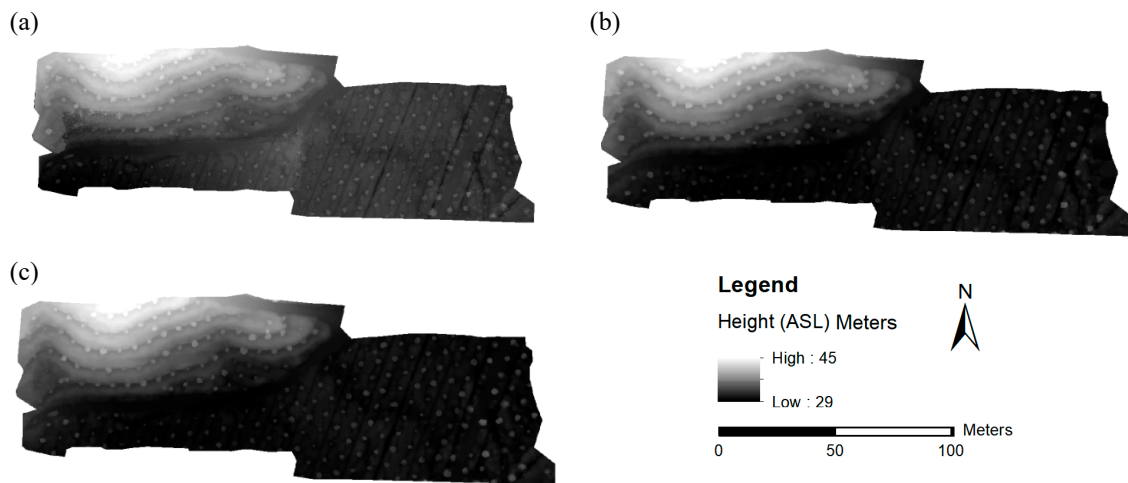 (a)
(b)
(c)
Legend
Height (ASL) Meters
High : 45
Low : 29
N
Meters
0 50 100